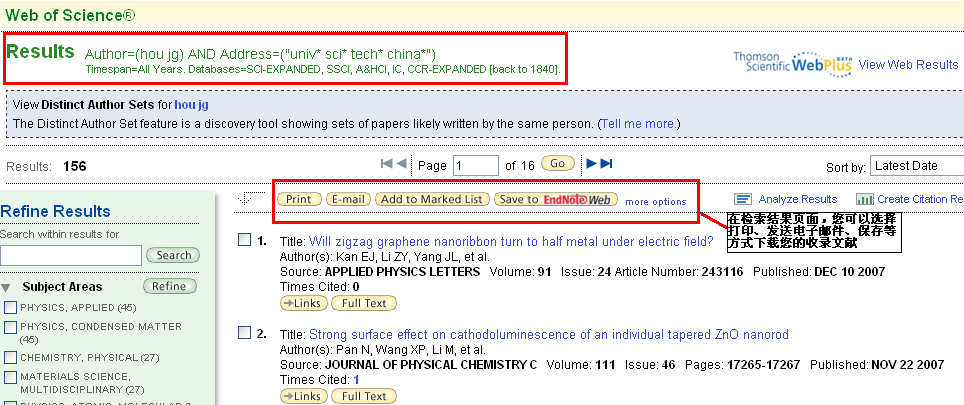 Web of Science®
Results Author=(hou jg) AND Address=("univ* sci* tech* china*")
Timespan=All Years. Databases=SCI-EXPANDED, SSCI, A&HCI, IC, CCR-EXPANDED [back to 1840].
Thomson Scientific WebPlus BETA View Web Results
View Distinct Author Sets for hou jg
The Distinct Author Set feature is a discovery tool showing sets of papers likely written by the same person. (Tell me more.)
Results: 156 Page 1 of 16 Go Sort by: Latest Date
Print E-mail Add to Marked List Save to EndNote Web more options Analyze Results Create Citation Re
在检索结果页面，您可以选择
打印、发送电子邮件、保存等
方式下载您的收录文献
Refine Results
Search within results for
Search
Subject Areas Refine
PHYSICS, APPLIED (45)
PHYSICS, CONDENSED MATTER
(45)
CHEMISTRY, PHYSICAL (27)
MATERIALS SCIENCE,
MULTIDISCIPLINARY (27)
1. Title: Will zigzag graphene nanoribbon turn to half metal under electric field?
Author(s): Kan EJ, Li ZY, Yang JL, et al.
Source: APPLIED PHYSICS LETTERS Volume: 91 Issue: 24 Article Number: 243116 Published: DEC 10 2007
Times Cited: 0
Links Full Text
2. Title: Strong surface effect on cathodoluminescence of an individual tapered ZnO nanorod
Author(s): Pan N, Wang XP, Li M, et al.
Source: JOURNAL OF PHYSICAL CHEMISTRY C Volume: 111 Issue: 46 Pages: 17265-17267 Published: NOV 22 2007
Times Cited: 1
Links Full Text